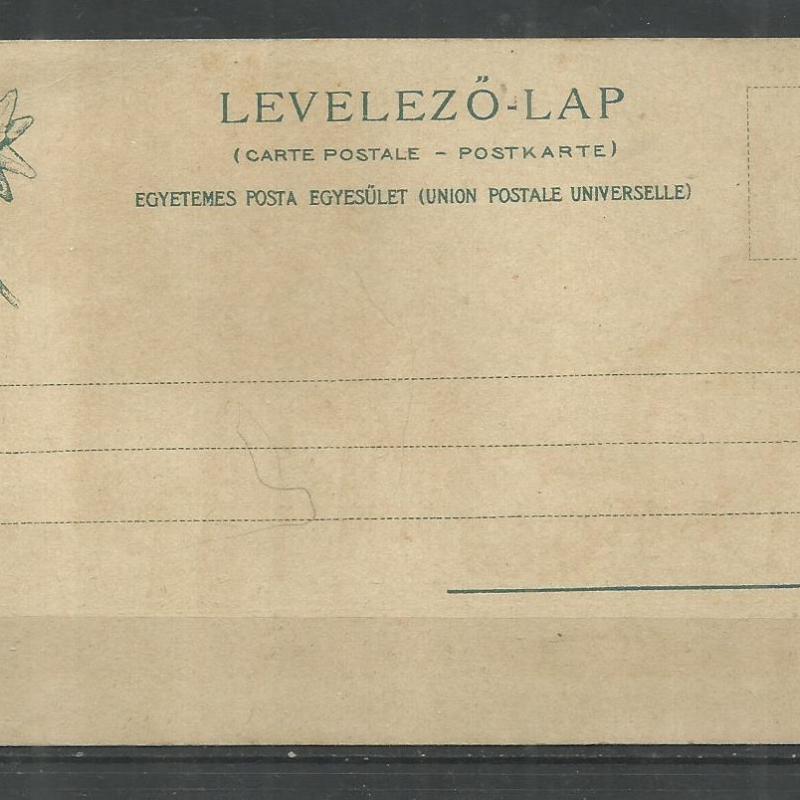 LEVELEZŐ-LAP
(CARTE POSTALE – POSTKARTE)
EGYETEMES POSTA EGYESÜLET (UNION POSTALE UNIVERSELLE)